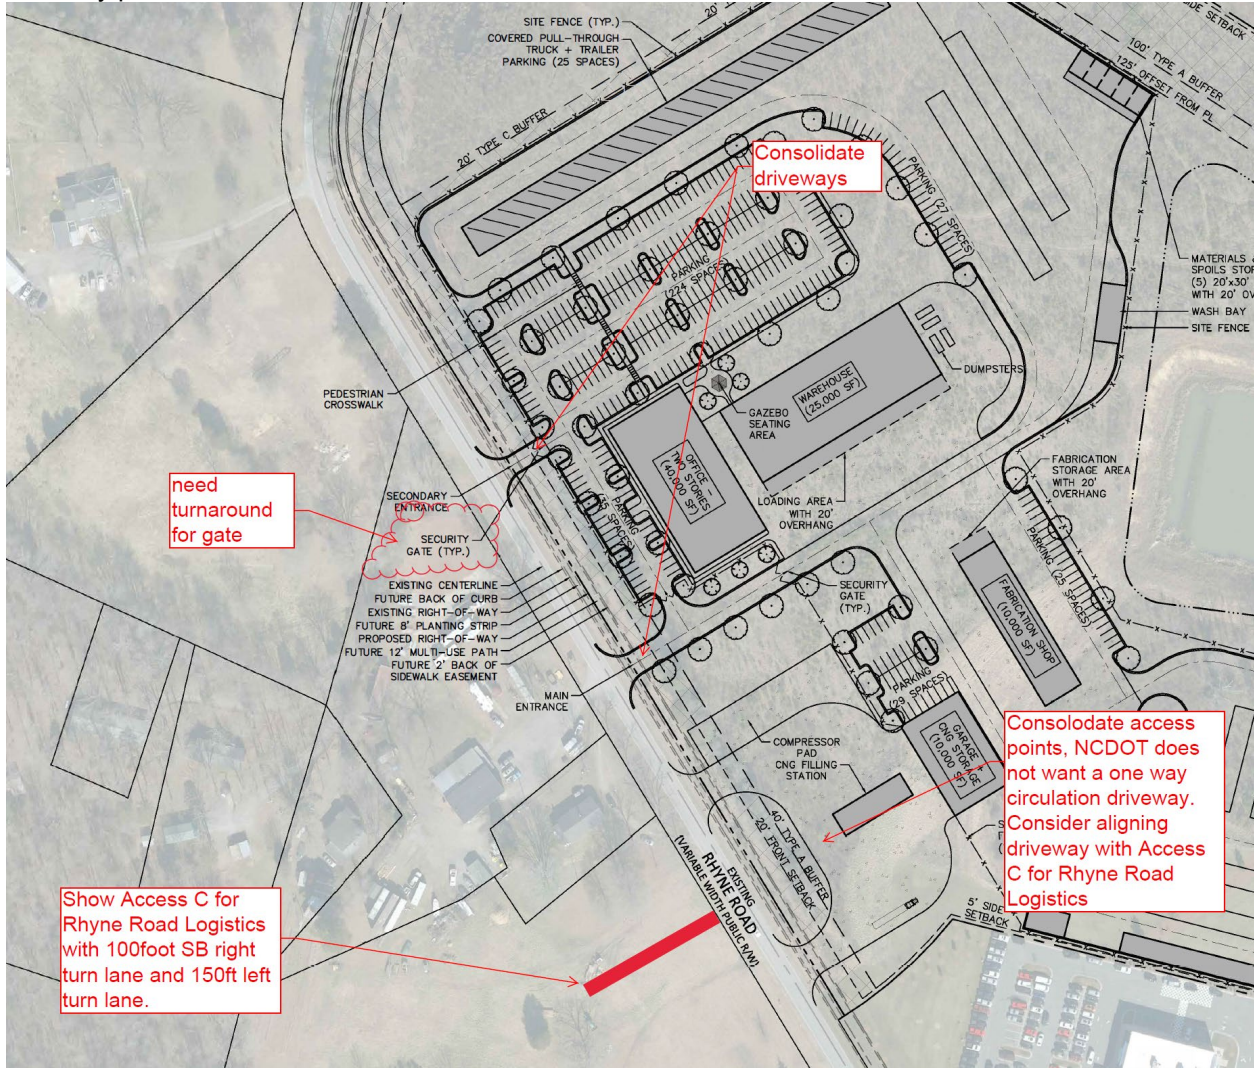 SITE FENCE (TYP.)
COVERED PULL-THROUGH
TRUCK + TRAILER
PARKING (25 SPACES)
20'
SIDE SETBACK
100' TYPE A BUFFER
125' OFFSET FROM PL
20' TYPE C BUFFER
Consolidate
driveways
PARKING (27 SPACES)
PARKING
(224 SPACES)
MATERIALS &
SPOILS STOR
(5) 20'x30'
WITH 20' OV
WASH BAY
SITE FENCE
DUMPSTERS
WAREHOUSE
(25,000 SF)
PEDESTRIAN
CROSSWALK
GAZEBO
SEATING
AREA
OFFICE -
TWO STORIES
(40,000 SF)
FABRICATION
STORAGE AREA
WITH 20'
OVERHANG
need
turnaround
for gate
SECONDARY
ENTRANCE
PARKING
(35 SPACES)
LOADING AREA
WITH 20'
OVERHANG
SECURITY
GATE (TYP.)
PARKING (25 SPACES)
EXISTING CENTERLINE
FUTURE BACK OF CURB
EXISTING RIGHT-OF-WAY
FUTURE 8' PLANTING STRIP
PROPOSED RIGHT-OF-WAY
FUTURE 12' MULTI-USE PATH
FUTURE 2' BACK OF
SIDEWALK EASEMENT
SECURITY
GATE
(TYP.)
FABRICATION SHOP
(10,000 SF)
MAIN
ENTRANCE
PARKING
(29 SPACES)
COMPRESSOR
PAD
CNG FILLING
STATION
GARAGE +
CNG STORAGE
(10,000 SF)
Consolodate access
points, NCDOT does
not want a one way
circulation driveway.
Consider aligning
driveway with Access
C for Rhyne Road
Logistics
40' TYPE A BUFFER
20' FRONT SETBACK
EXISTING
RHYNE ROAD
(VARIABLE WIDTH PUBLIC R/W)
Show Access C for
Rhyne Road Logistics
with 100foot SB right
turn lane and 150ft left
turn lane.
5' SIDE
SETBACK